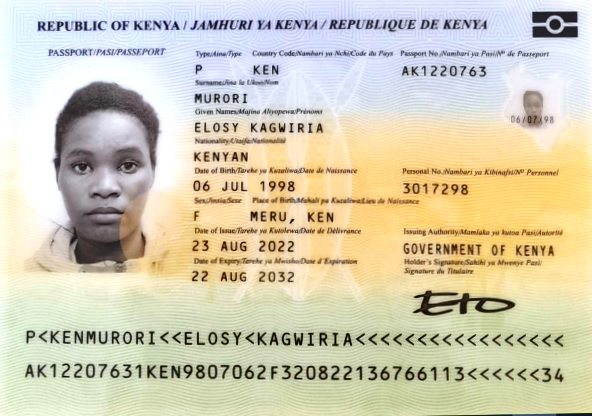 REPUBLIC OF KENYA / JAMHURI YA KENYA / REPUBLIQUE DE KENYA
PASSPORT/PASI/PASSEPORT
Type/Aina/Type Country Code/Nambari ya Nchi/Code du Pays Passport No./Nambari ya Pasi/Nº de Passeport
P KEN AK1220763
Surname/Jina la Ukoo/Nom
MURORI
Given Names/Majina Aliyopewa/Prénoms
ELOSY KAGWIRIA
06/07/98
Nationality/Uraifa/Nationalité
KENYAN
Date of Birth/Tarehe ya Kuzaliwa/Date de Naissance Personal No./Nambari ya Kibinafsi/Nº Personnel
06 JUL 1998 3017298
Sex/Jinsia/Sexe Place of Birth/Mahali pa Kuzaliwa/Lieu de Naissance
F MERU, KEN
Date of Issue/Tarehe ya Kutolewa/Date de Délivrance Issuing Authority/Mamlaka ya kutoa Pasi/Autorité
23 AUG 2022 GOVERNMENT OF KENYA
Date of Expiry/Tarehe ya Mwisho/Date d'Expiration Holder's Signature/Sahihi ya Mwenye Pasi/
Signature du Titulaire
22 AUG 2032
P<KENMURORI<<ELOSY<KAGWIRIA<<<<<<<<<<<<<<<<<
AK12207631KEN9807062F320822136766113<<<<<<34